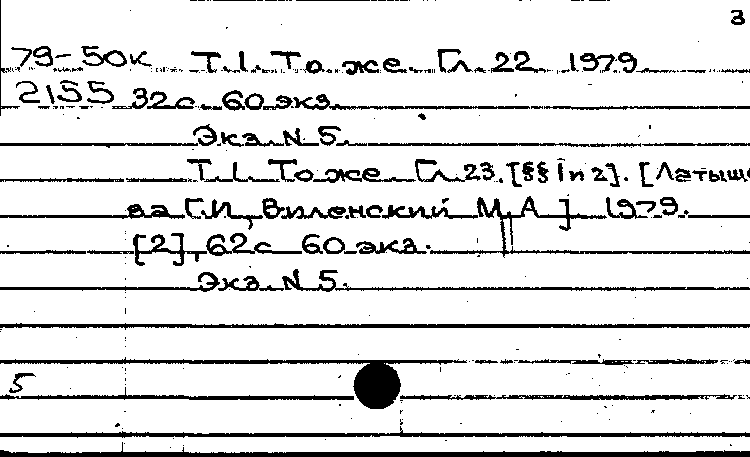 3
79-50к Т.1. То же. Гл. 22. 1979.
2155 32с. 60 экз.
Экз. N 5.
Т.1. То же. Гл. 23. [§§ 1 и 2]. [Латыше
ва Г.И., Виленский М.А.]. 1979.
[2], 62с. 60 экз.
Экз. N 5.
5